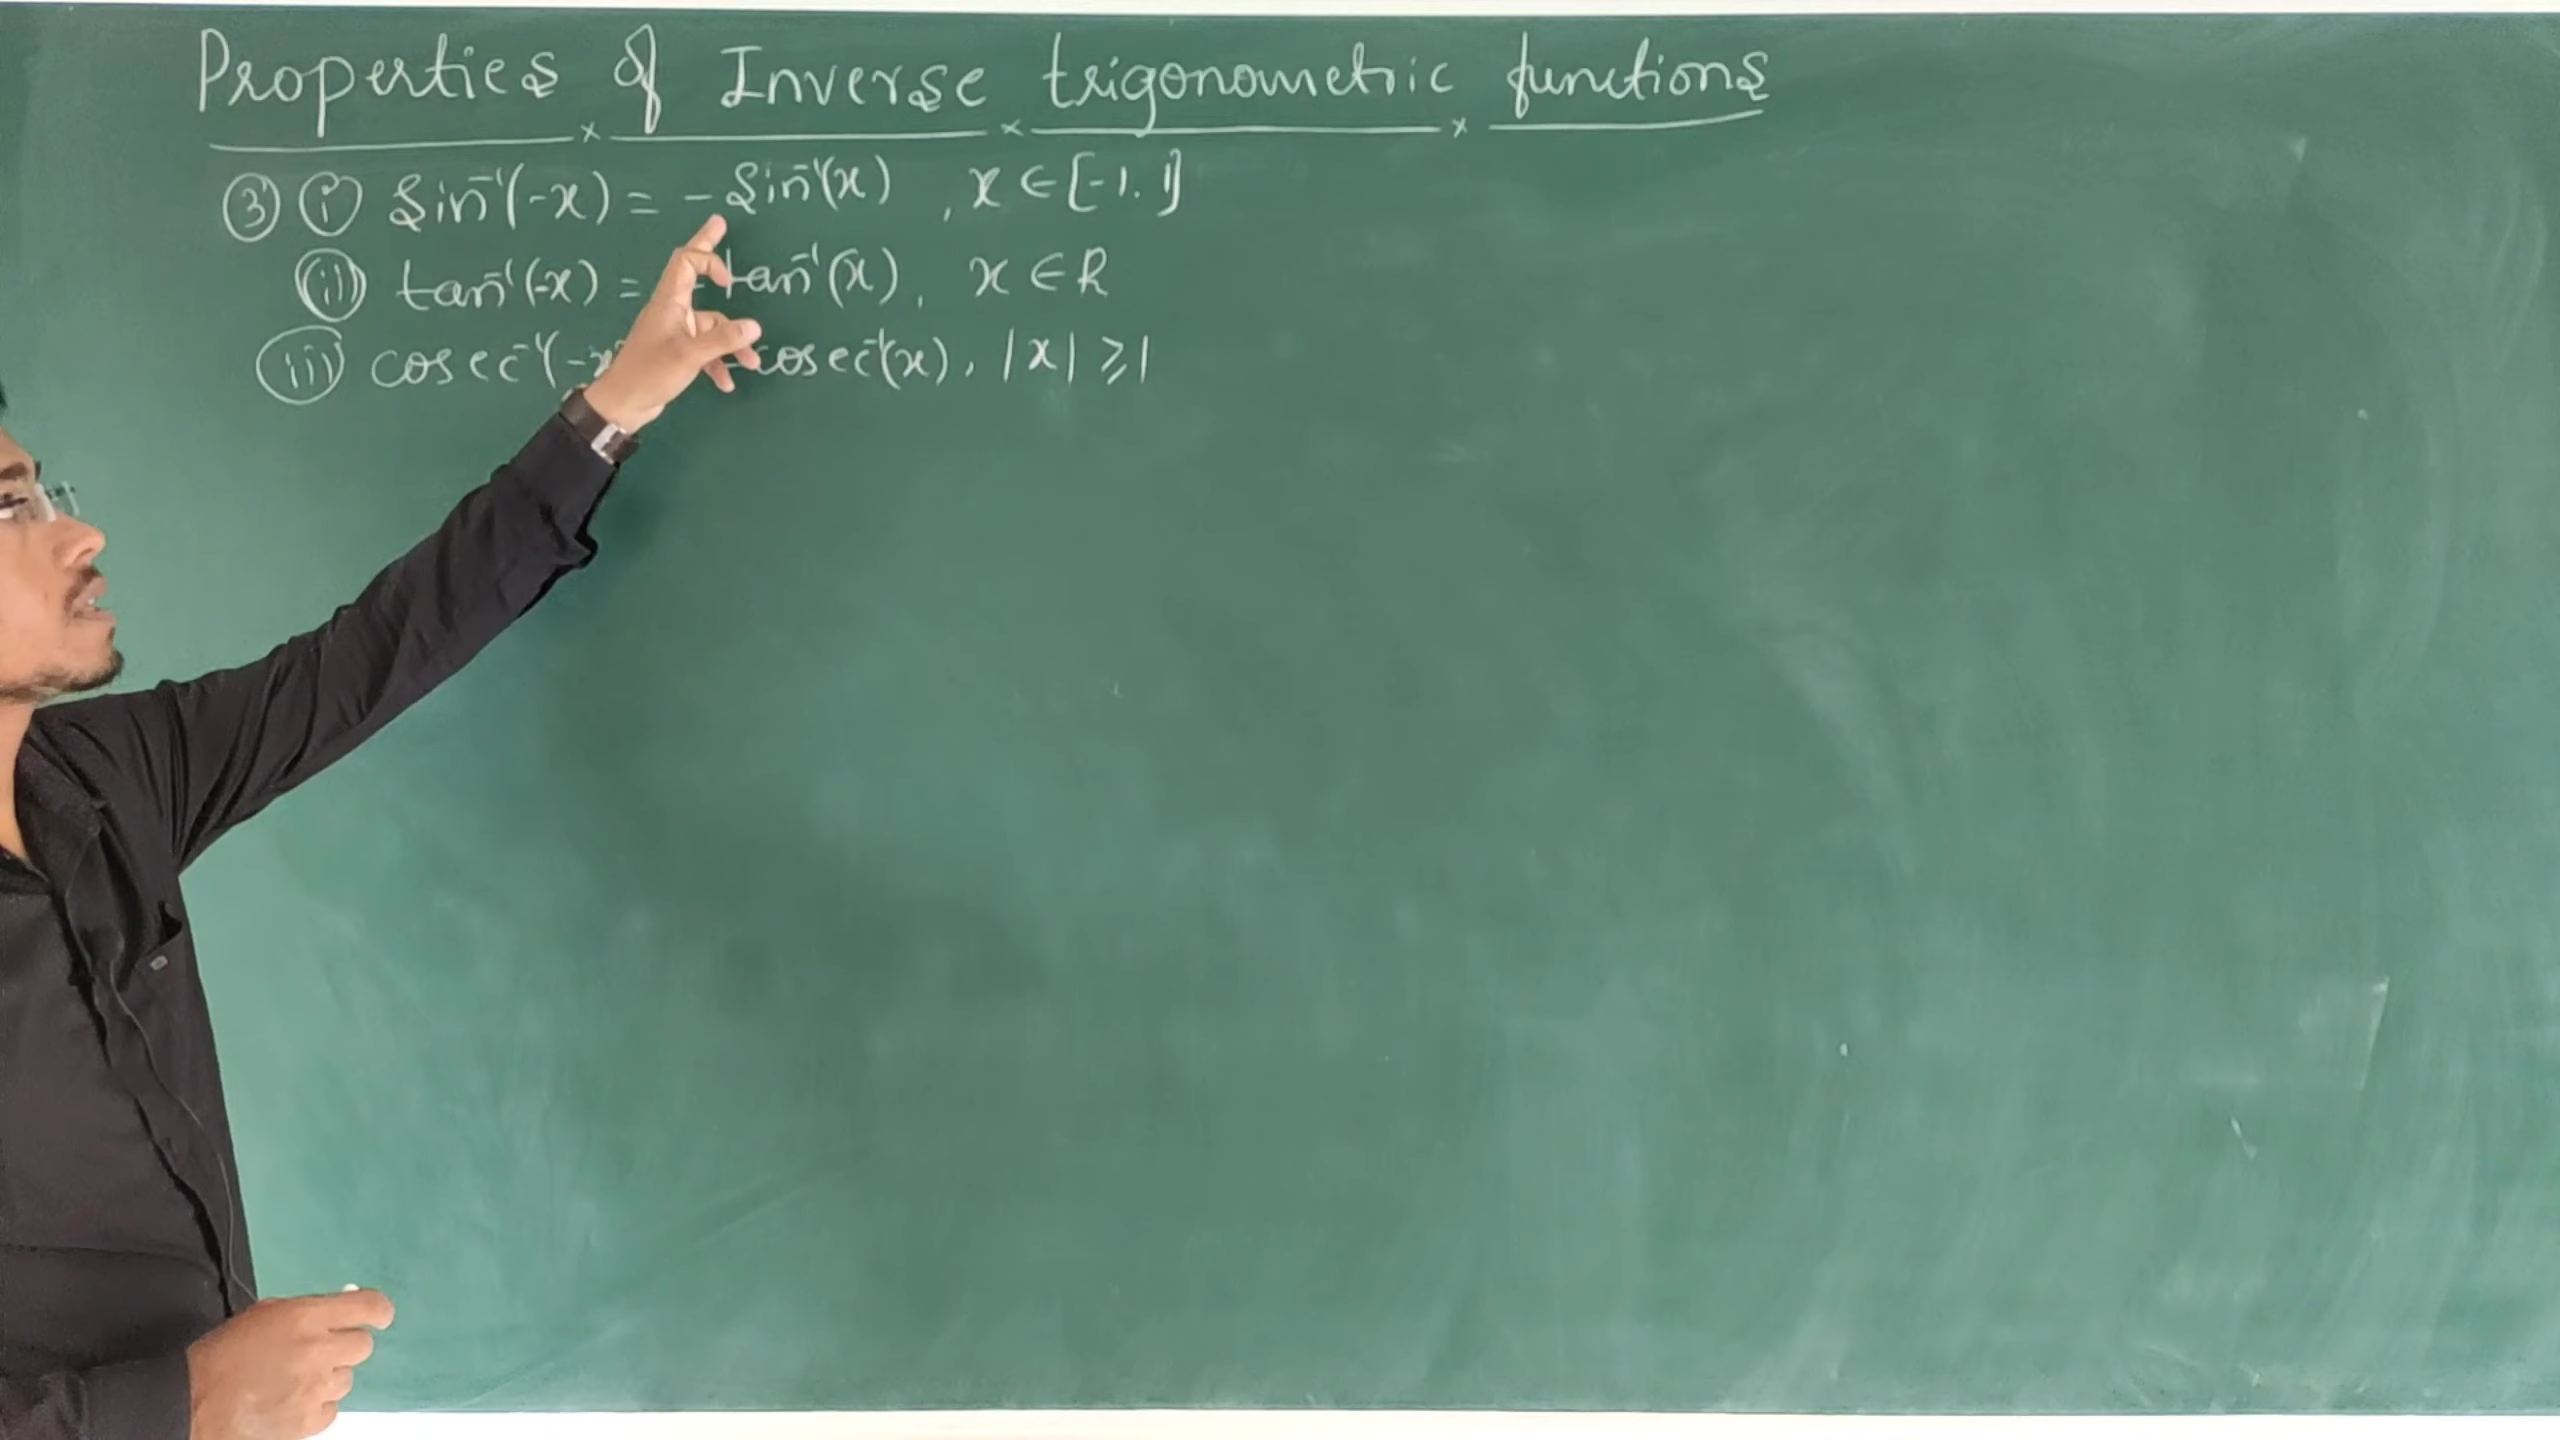 Properties of Inverse trigonometric functions
③ ⓘ Sin⁻¹(-x) = -Sin⁻¹(x) , x ∈ [-1, 1]
(ii) tan⁻¹(-x) = -tan⁻¹(x), x ∈ R
(iii) cosec⁻¹(-x -cosec⁻¹(x), |x| ≥ 1